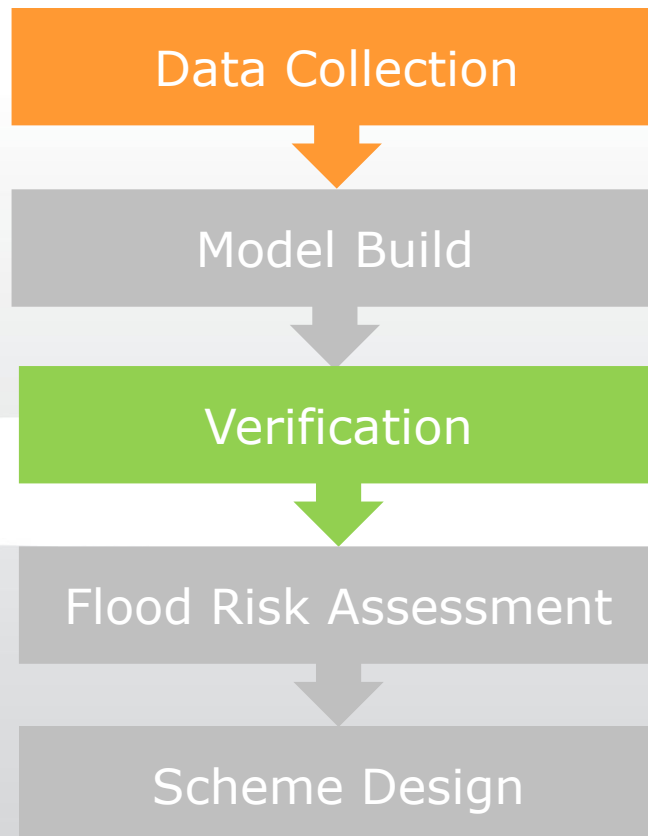 Data Collection
Model Build
Verification
Flood Risk Assessment
Scheme Design